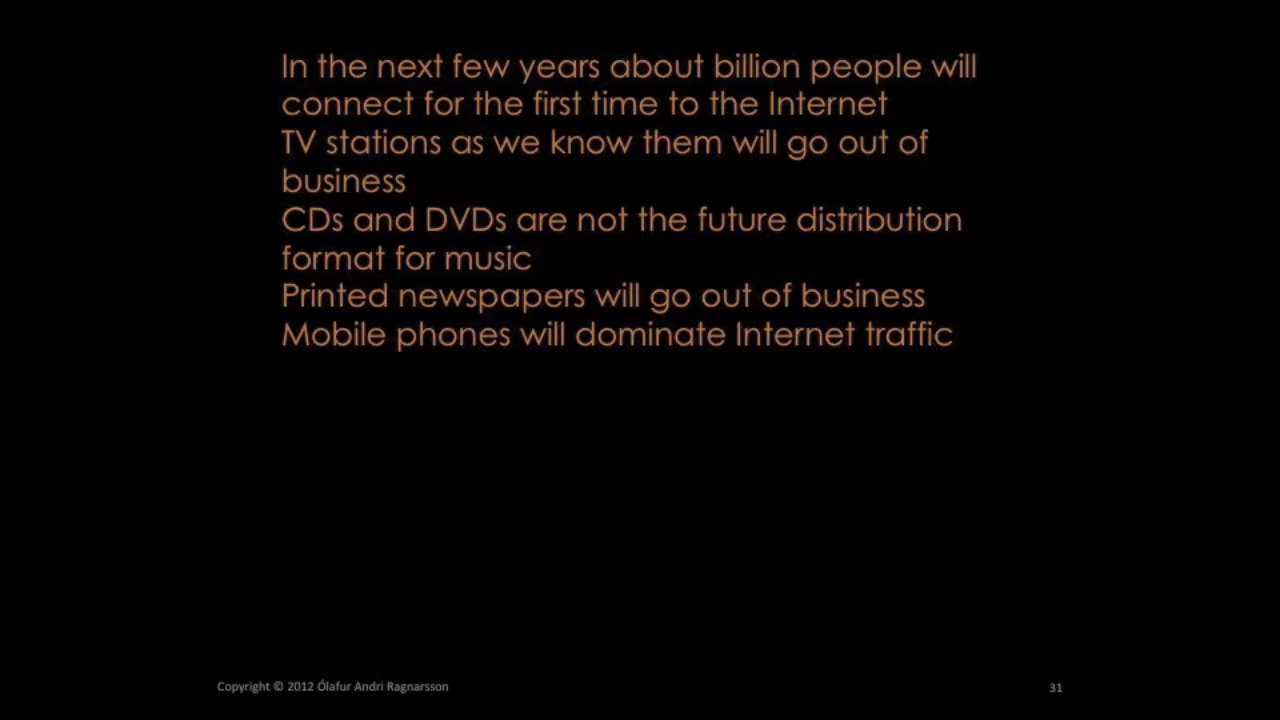 In the next few years about billion people will
connect for the first time to the Internet
TV stations as we know them will go out of
business
CDs and DVDs are not the future distribution
format for music
Printed newspapers will go out of business
Mobile phones will dominate Internet traffic
Copyright © 2012 Ólafur Andri Ragnarsson
31